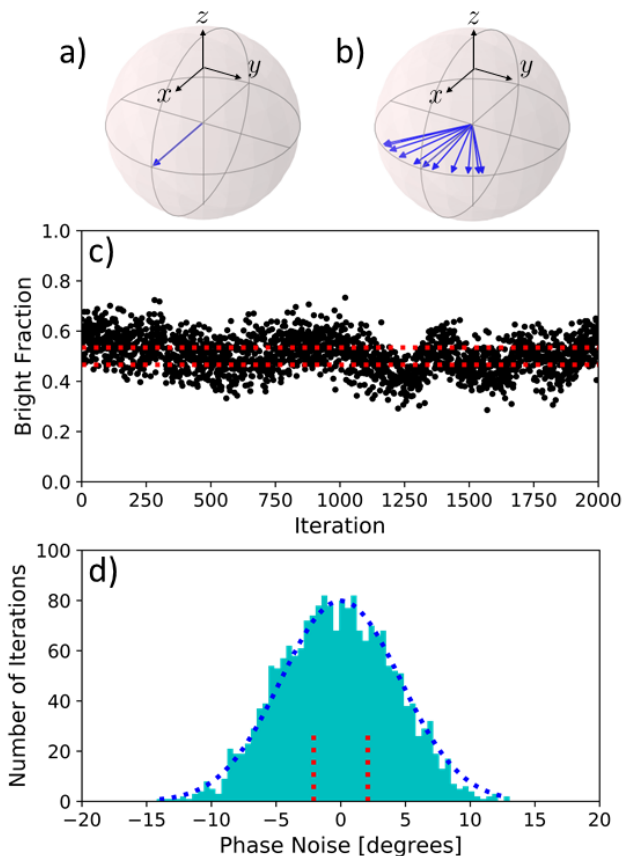 a)
z
y
x
b)
z
y
x
c)
Bright Fraction
1.0
0.8
0.6
0.4
0.2
0.0
0 250 500 750 1000 1250 1500 1750 2000
Iteration
d)
Number of Iterations
100
80
60
40
20
0
−20 −15 −10 −5 0 5 10 15 20
Phase Noise [degrees]